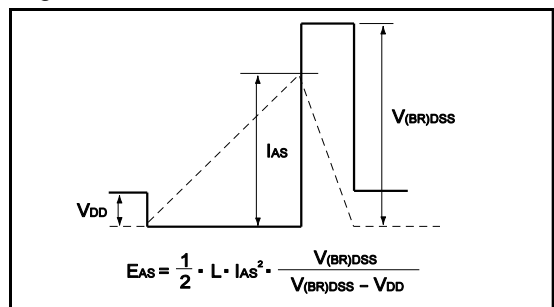 V(BR)DSS
IAS
VDD
EAS = 1/2 · L · IAS² · V(BR)DSS / (V(BR)DSS – VDD)